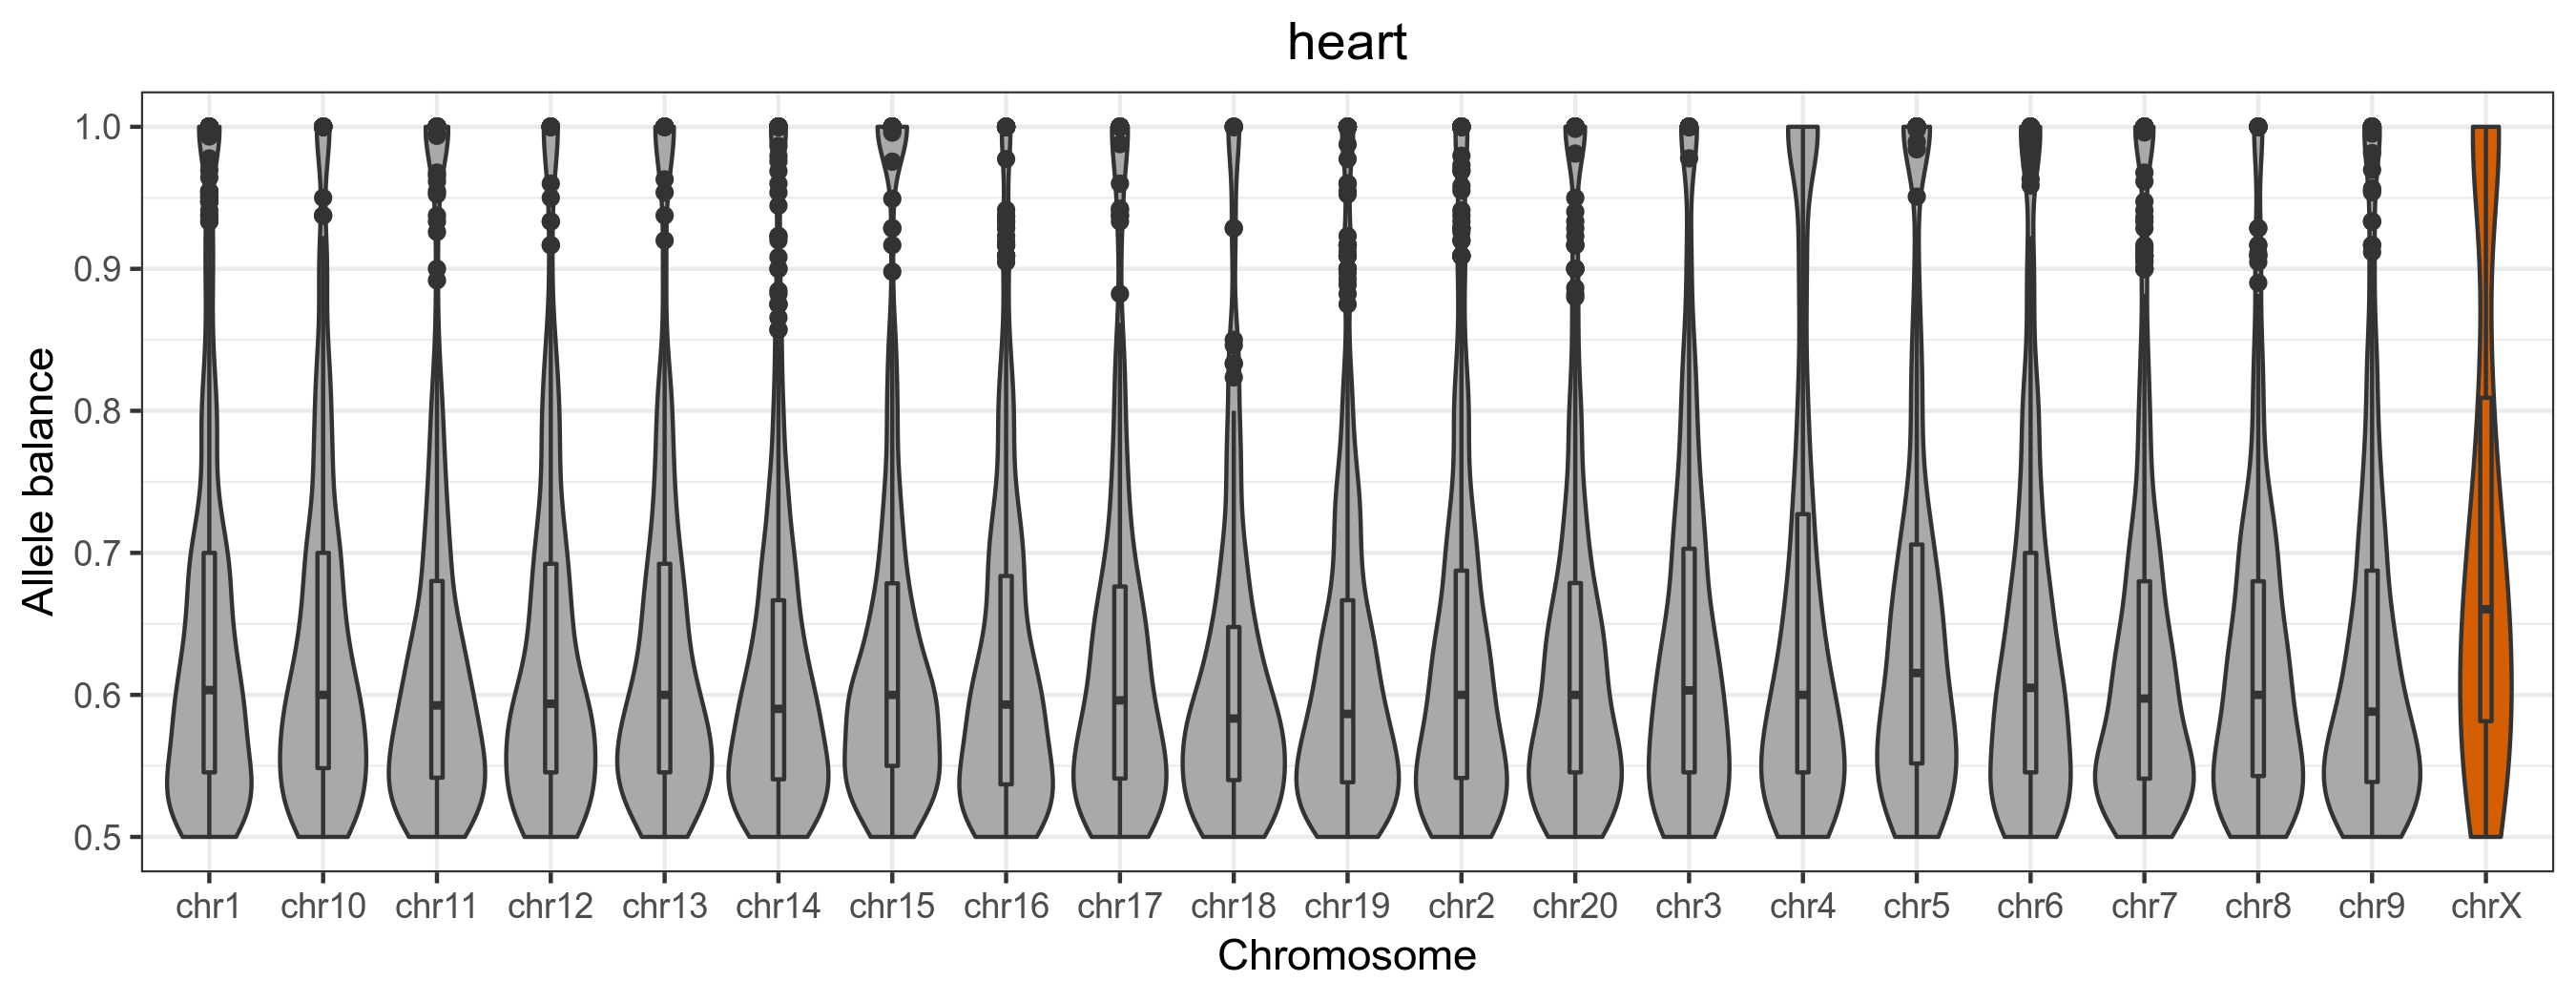 heart
Allele balance
1.0
0.9
0.8
0.7
0.6
0.5
chr1 chr10 chr11 chr12 chr13 chr14 chr15 chr16 chr17 chr18 chr19 chr2 chr20 chr3 chr4 chr5 chr6 chr7 chr8 chr9 chrX
Chromosome